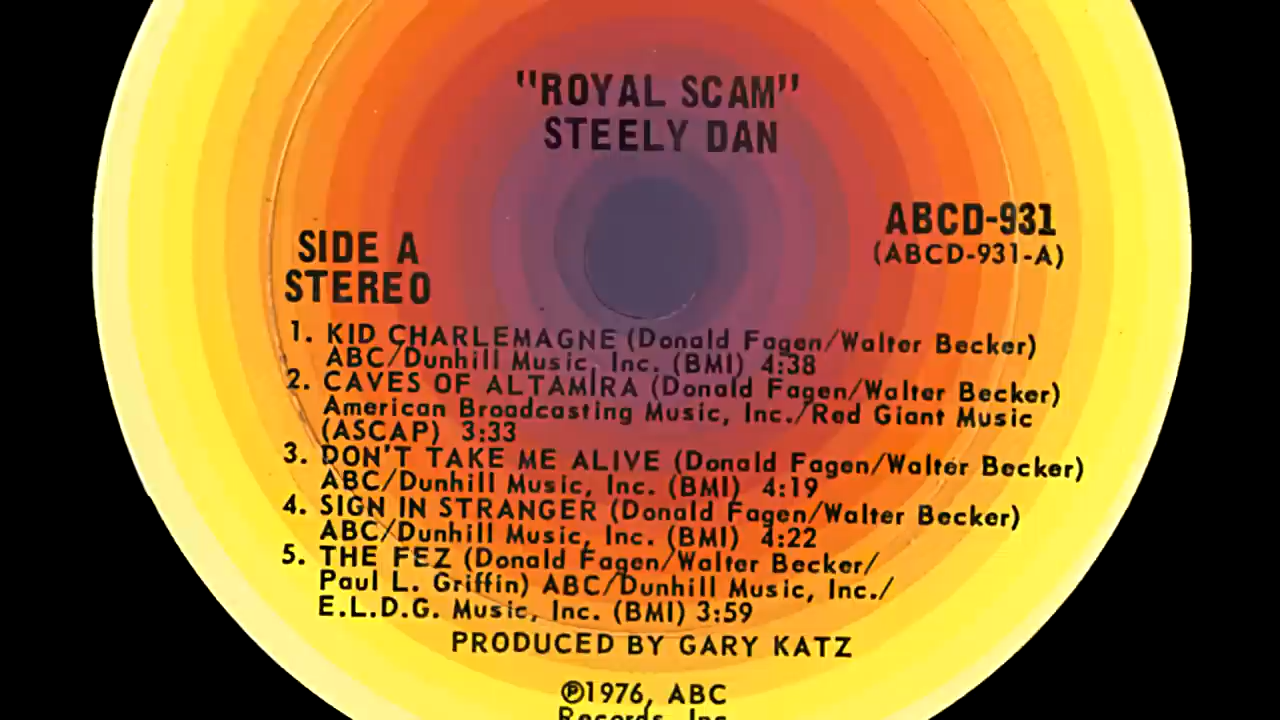 "ROYAL SCAM"
STEELY DAN
ABCD-931
(ABCD-931-A)
SIDE A
STEREO
1. KID CHARLEMAGNE (Donald Fagen/Walter Becker)
ABC/Dunhill Music, Inc. (BMI) 4:38
2. CAVES OF ALTAMIRA (Donald Fagen/Walter Becker)
American Broadcasting Music, Inc./Red Giant Music
(ASCAP) 3:33
3. DON'T TAKE ME ALIVE (Donald Fagen/Walter Becker)
ABC/Dunhill Music, Inc. (BMI) 4:19
4. SIGN IN STRANGER (Donald Fagen/Walter Becker)
ABC/Dunhill Music, Inc. (BMI) 4:22
5. THE FEZ (Donald Fagen/Walter Becker/
Paul L. Griffin) ABC/Dunhill Music, Inc./
E.L.D.G. Music, Inc. (BMI) 3:59
PRODUCED BY GARY KATZ
℗1976, ABC
Records, Inc.